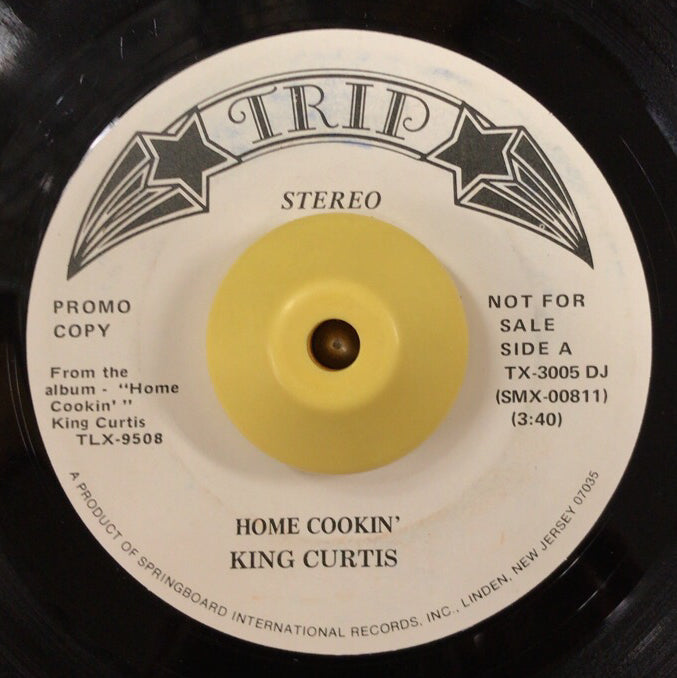 TRIP
STEREO
PROMO
COPY
From the
album - "Home
Cookin' "
King Curtis
TLX-9508
NOT FOR
SALE
SIDE A
TX-3005 DJ
(SMX-00811)
(3:40)
HOME COOKIN'
KING CURTIS
A PRODUCT OF SPRINGBOARD INTERNATIONAL RECORDS, INC., LINDEN, NEW JERSEY 07035